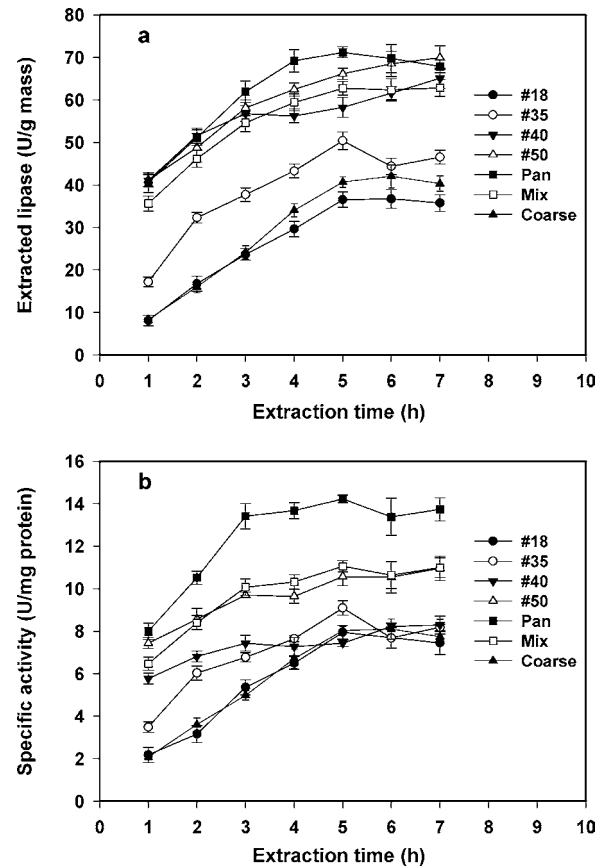 a
Extracted lipase (U/g mass)
80
70
60
50
40
30
20
10
0
#18
#35
#40
#50
Pan
Mix
Coarse
0 1 2 3 4 5 6 7 8 9 10
Extraction time (h)
b
Specific activity (U/mg protein)
16
14
12
10
8
6
4
2
0
#18
#35
#40
#50
Pan
Mix
Coarse
0 1 2 3 4 5 6 7 8 9 10
Extraction time (h)